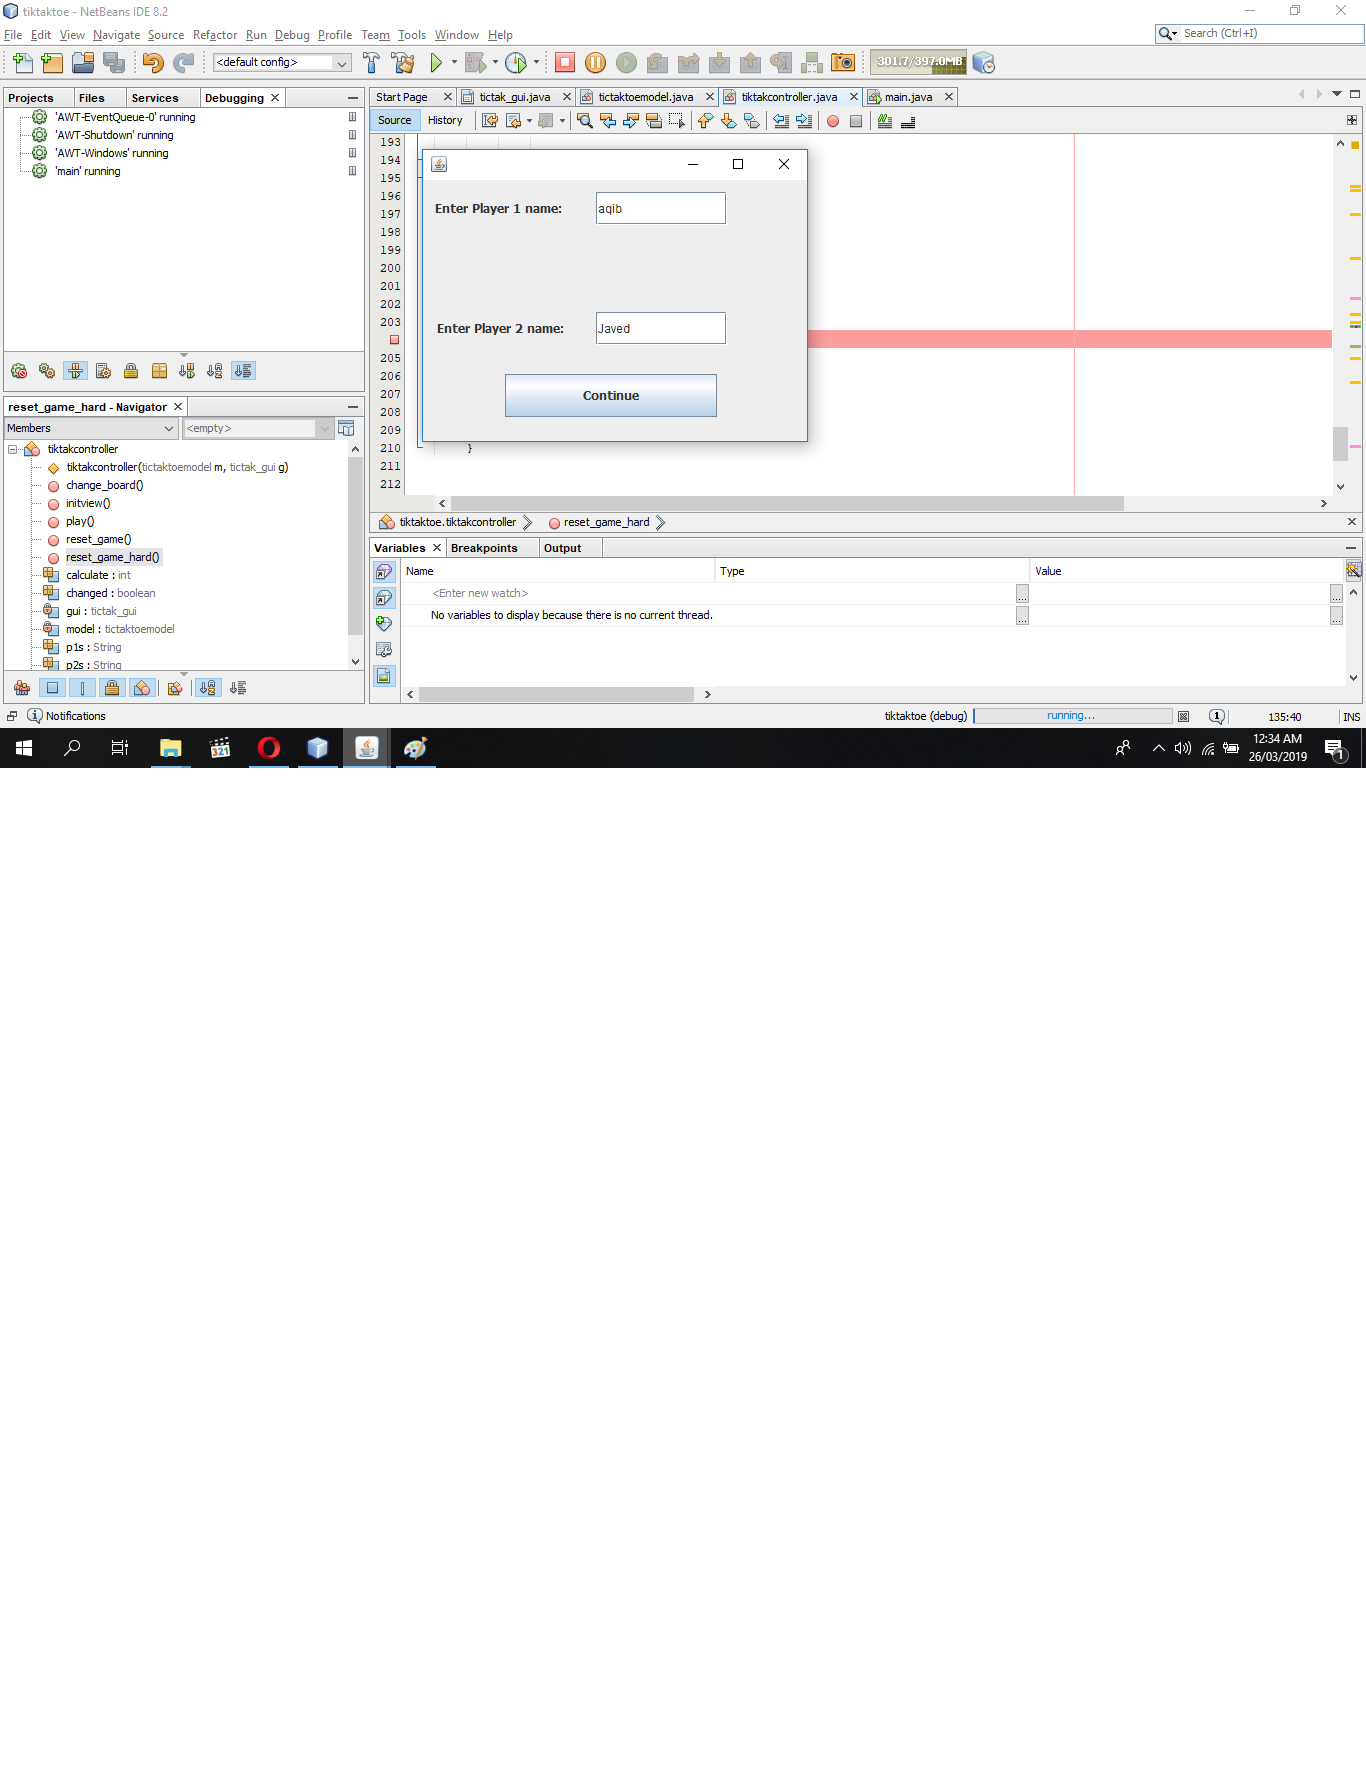 tiktaktoe - NetBeans IDE 8.2
File Edit View Navigate Source Refactor Run Debug Profile Team Tools Window Help
Search (Ctrl+I)
<default config>
301.7/397.0MB
Projects Files Services Debugging
'AWT-EventQueue-0' running
'AWT-Shutdown' running
'AWT-Windows' running
'main' running
Start Page tictak_gui.java tictaktoemodel.java tiktakcontroller.java main.java
Source History
193
194
195
196
197
198
199
200
201
202
203
205
206
207
208
209
210 }
211
212
Enter Player 1 name: aqib
Enter Player 2 name: Javed
Continue
reset_game_hard - Navigator
Members <empty>
tiktakcontroller
tiktakcontroller(tictaktoemodel m, tictak_gui g)
change_board()
initview()
play()
reset_game()
reset_game_hard()
calculate : int
changed : boolean
gui : tictak_gui
model : tictaktoemodel
p1s : String
p2s : String
tiktaktoe.tiktakcontroller reset_game_hard
Variables Breakpoints Output
Name Type Value
<Enter new watch> ... ...
No variables to display because there is no current thread. ... ...
Notifications
tiktaktoe (debug) running... 1 135:40 INS
321
12:34 AM
26/03/2019
1